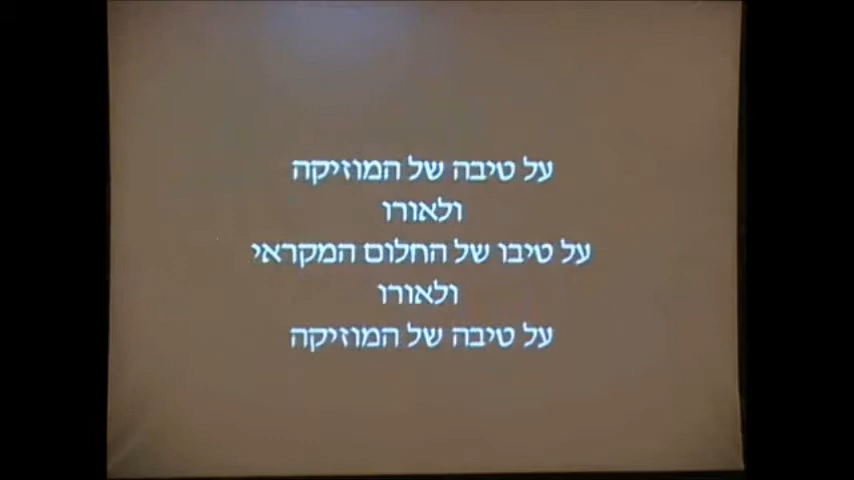 על טיבה של המוזיקה
ולאורו
על טיבו של החלום המקראי
ולאורו
על טיבה של המוזיקה